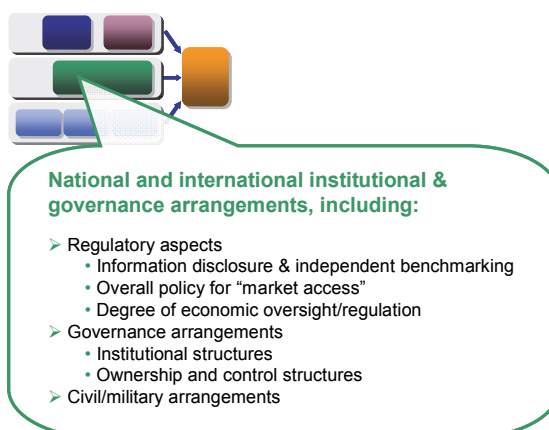 National and international institutional &
governance arrangements, including:
➢ Regulatory aspects
• Information disclosure & independent benchmarking
• Overall policy for “market access”
• Degree of economic oversight/regulation
➢ Governance arrangements
• Institutional structures
• Ownership and control structures
➢ Civil/military arrangements